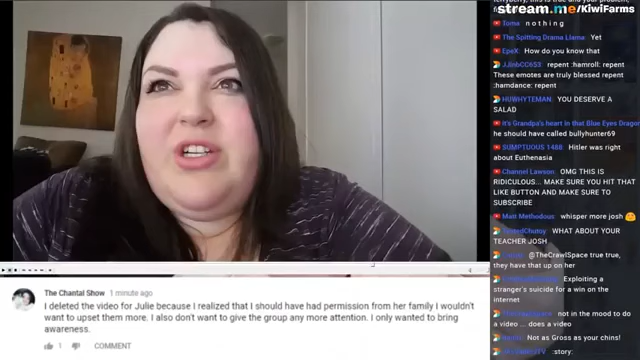 stream.me/KiwiFarms
Toma nothing
The Spitting Drama Llama Yet
EpeX How do you know that
JJnbCC6S3 repent :hamroll: repent
These emotes are truly blessed repent
:hamdance: repent
HUWHYTEMAN: YOU DESERVE A
SALAD
It's Grandpa's heart in that Blue Eyes Dragon
he should have called bullyhunter69
SUMPTUOUS 1488 Hitler was
right about
Euthenasia
Channel Lawson OMG THIS IS
RIDICULOUS... MAKE SURE YOU HIT THAT
LIKE BUTTON AND MAKE SURE TO
SUBSCRIBE
Matt Methodous whisper more josh
WHAT ABOUT YOUR
TEACHER JOSH
@TheCrawlSpace true true,
they have that up on her
Exploiting a
stranger's suicide for a win on the
internet
not in the mood to
do a video ... does a video
Not as Gross as your chins!
:story:
The Chantal Show 1 minute ago
I deleted the video for Julie because I realized that I should have had permission from her family I wouldn't
want to upset them more. I also don't want to give the group any more attention. I only wanted to bring
awareness.
1 COMMENT